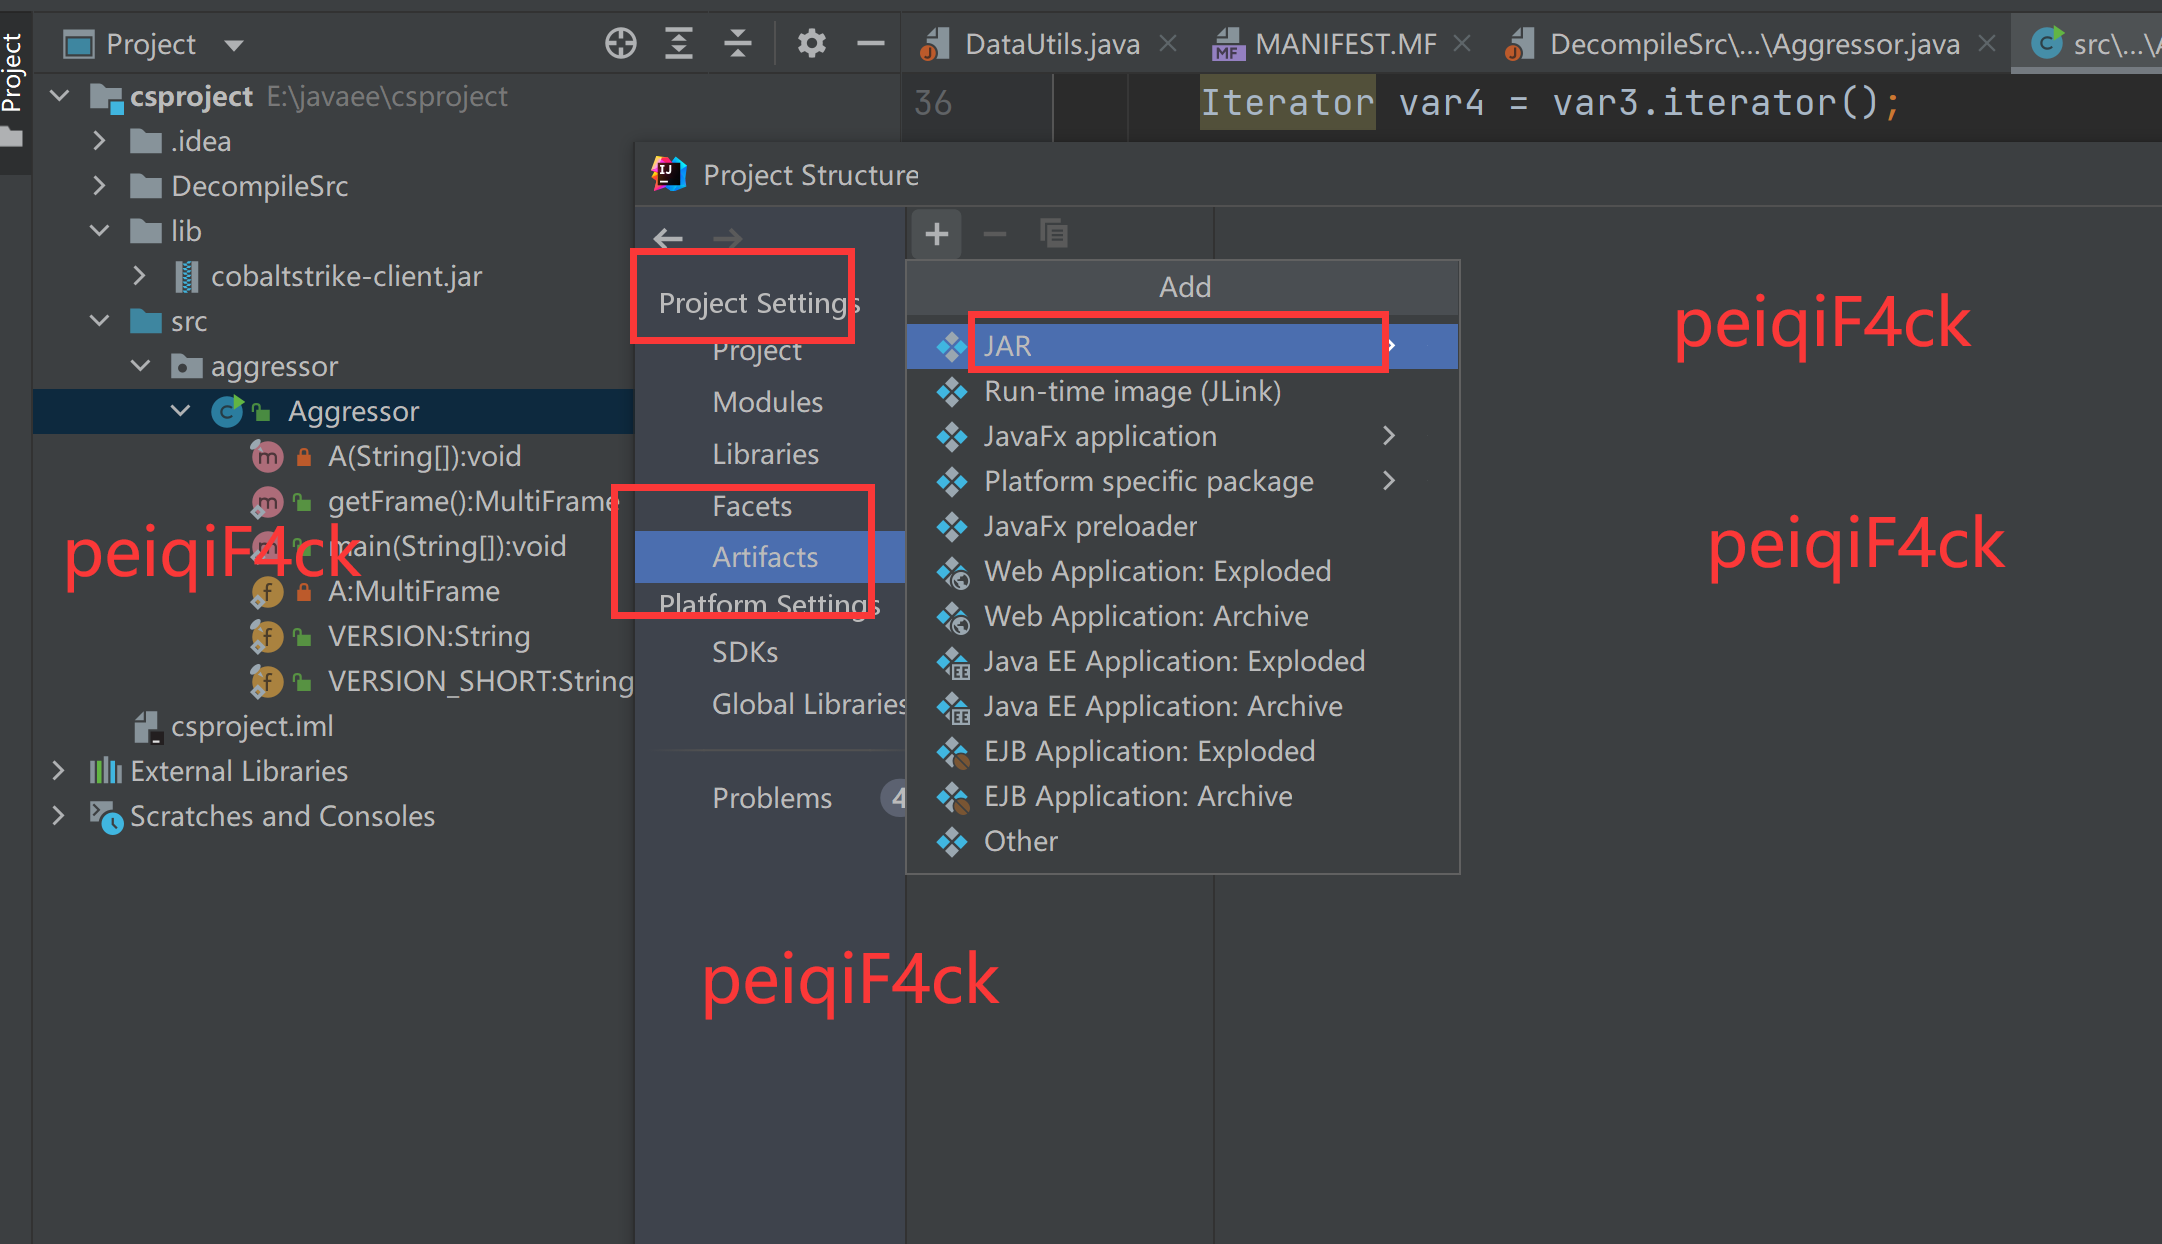 Project
Project
DataUtils.java
MANIFEST.MF
DecompileSrc\...\Aggressor.java
src\...\
csproject E:\javaee\csproject
36
Iterator var4 = var3.iterator();
.idea
DecompileSrc
lib
cobaltstrike-client.jar
src
aggressor
Aggressor
A(String[]):void
getFrame():MultiFrame
main(String[]):void
A:MultiFrame
VERSION:String
VERSION_SHORT:String
csproject.iml
External Libraries
Scratches and Consoles
Project Structure
Project Settings
Project
Modules
Libraries
Facets
Artifacts
Platform Settings
SDKs
Global Libraries
Problems 4
Add
JAR
Run-time image (JLink)
JavaFx application
Platform specific package
JavaFx preloader
Web Application: Exploded
Web Application: Archive
Java EE Application: Exploded
Java EE Application: Archive
EJB Application: Exploded
EJB Application: Archive
Other
peiqiF4ck
peiqiF4ck
peiqiF4ck
peiqiF4ck